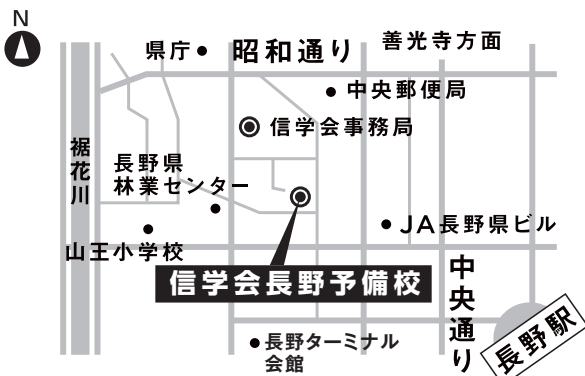 N
県庁
昭和通り
善光寺方面
中央郵便局
信学会事務局
裾花川
長野県
林業センター
JA長野県ビル
山王小学校
信学会長野予備校
中央通り
長野駅
長野ターミナル
会館